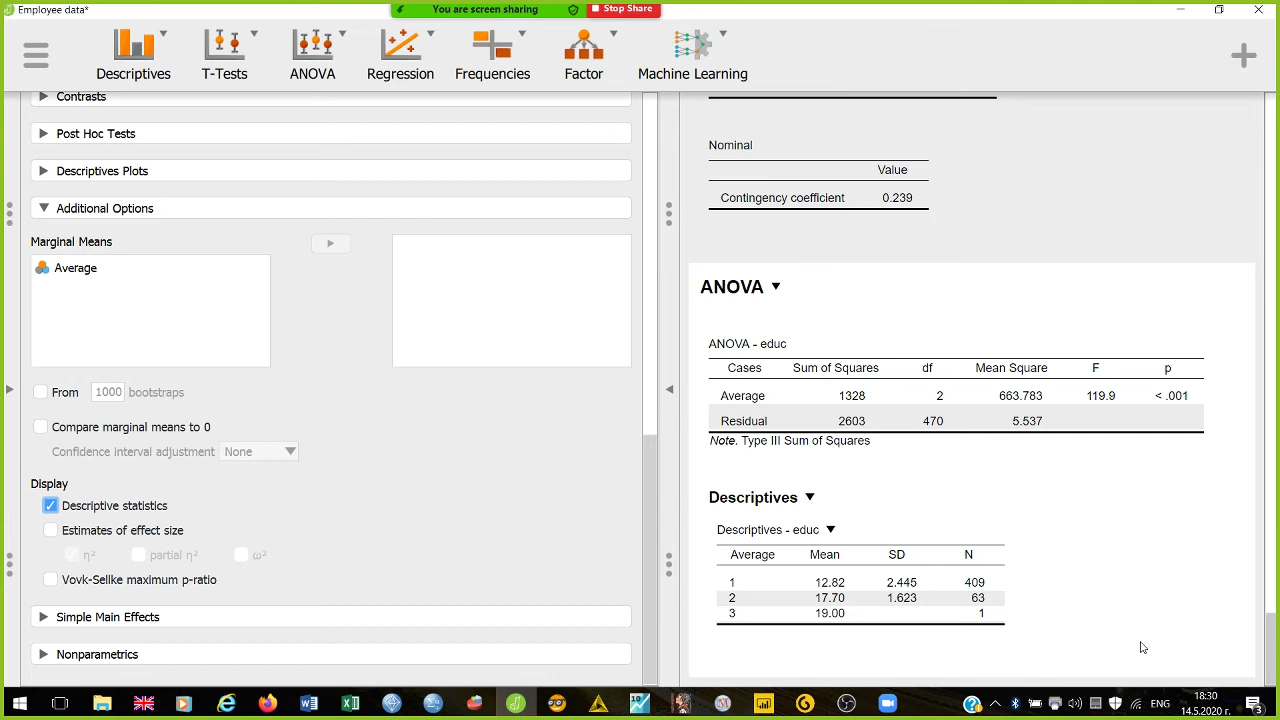 Employee data*
You are screen sharing
Stop Share
Descriptives
T-Tests
ANOVA
Regression
Frequencies
Factor
Machine Learning
Contrasts
Post Hoc Tests
Descriptives Plots
Additional Options
Marginal Means
Average
From 1000 bootstraps
Compare marginal means to 0
Confidence interval adjustment None
Display
Descriptive statistics
Estimates of effect size
η² partial η² ω²
Vovk-Sellke maximum p-ratio
Simple Main Effects
Nonparametrics
Nominal
Value
Contingency coefficient 0.239
ANOVA
ANOVA - educ
Cases Sum of Squares df Mean Square F p
Average 1328 2 663.783 119.9 < .001
Residual 2603 470 5.537
Note. Type III Sum of Squares
Descriptives
Descriptives - educ
Average Mean SD N
1 12.82 2.445 409
2 17.70 1.623 63
3 19.00 1
ENG
18:30
14.5.2020 г.
3